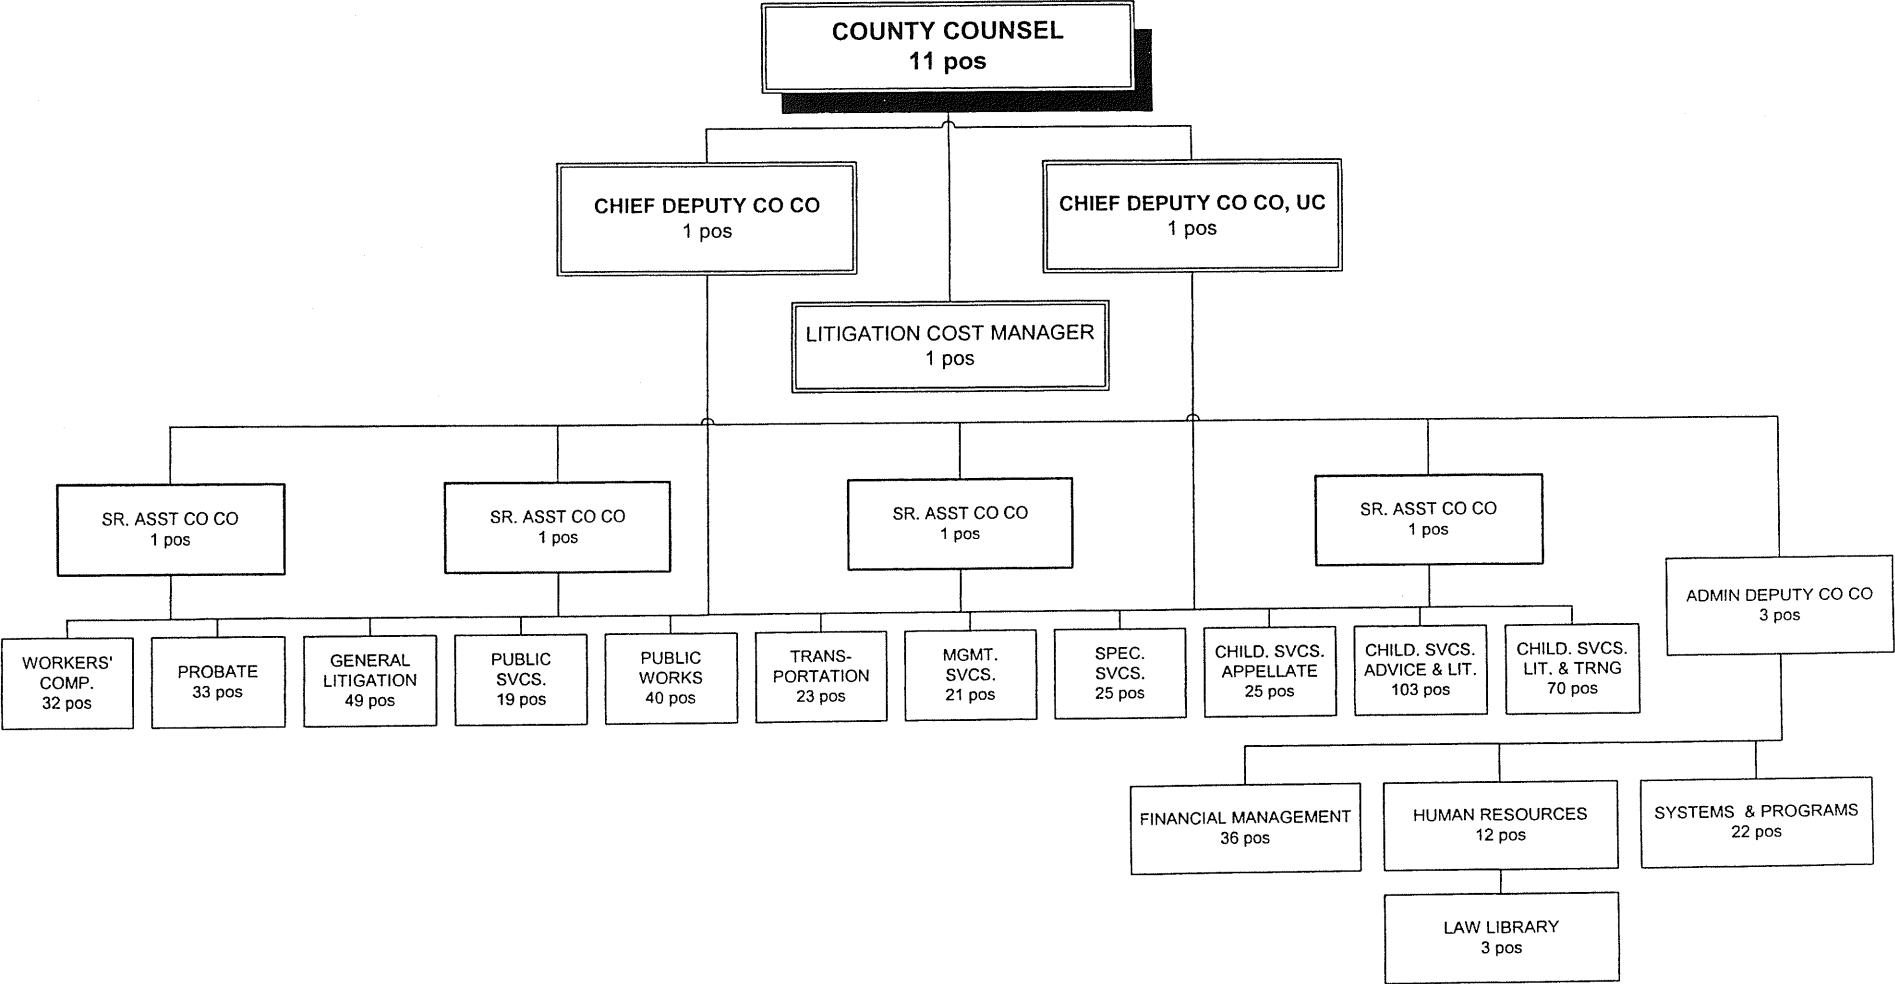 COUNTY COUNSEL
11 pos
CHIEF DEPUTY CO CO
1 pos
CHIEF DEPUTY CO CO, UC
1 pos
LITIGATION COST MANAGER
1 pos
SR. ASST CO CO
1 pos
SR. ASST CO CO
1 pos
SR. ASST CO CO
1 pos
SR. ASST CO CO
1 pos
ADMIN DEPUTY CO CO
3 pos
WORKERS'
COMP.
32 pos
PROBATE
33 pos
GENERAL
LITIGATION
49 pos
PUBLIC
SVCS.
19 pos
PUBLIC
WORKS
40 pos
TRANS-
PORTATION
23 pos
MGMT.
SVCS.
21 pos
SPEC.
SVCS.
25 pos
CHILD. SVCS.
APPELLATE
25 pos
CHILD. SVCS.
ADVICE & LIT.
103 pos
CHILD. SVCS.
LIT. & TRNG
70 pos
FINANCIAL MANAGEMENT
36 pos
HUMAN RESOURCES
12 pos
SYSTEMS & PROGRAMS
22 pos
LAW LIBRARY
3 pos